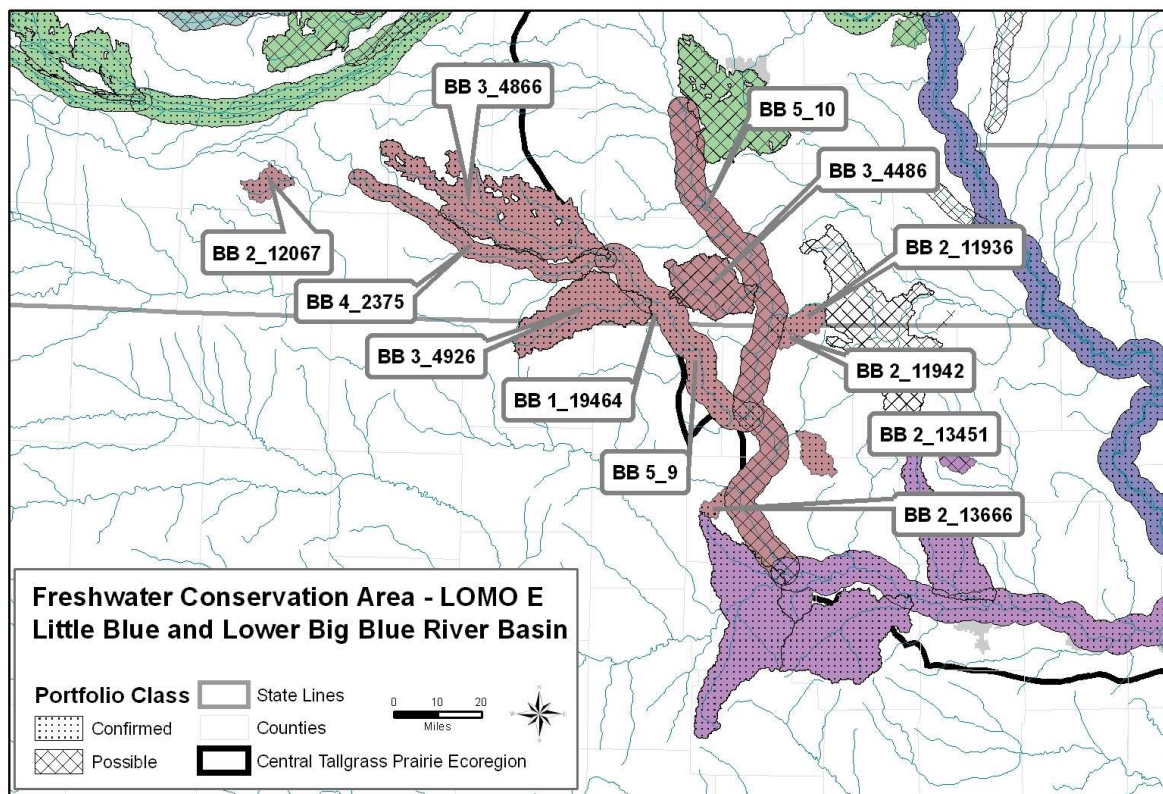 BB 3_4866
BB 5_10
BB 3_4486
BB 2_11936
BB 2_12067
BB 4_2375
BB 3_4926
BB 2_11942
BB 1_19464
BB 2_13451
BB 5_9
BB 2_13666
Freshwater Conservation Area - LOMO E
Little Blue and Lower Big Blue River Basin
Portfolio Class
Confirmed
Possible
State Lines
Counties
Central Tallgrass Prairie Ecoregion
0 10 20
Miles
N
W E
S